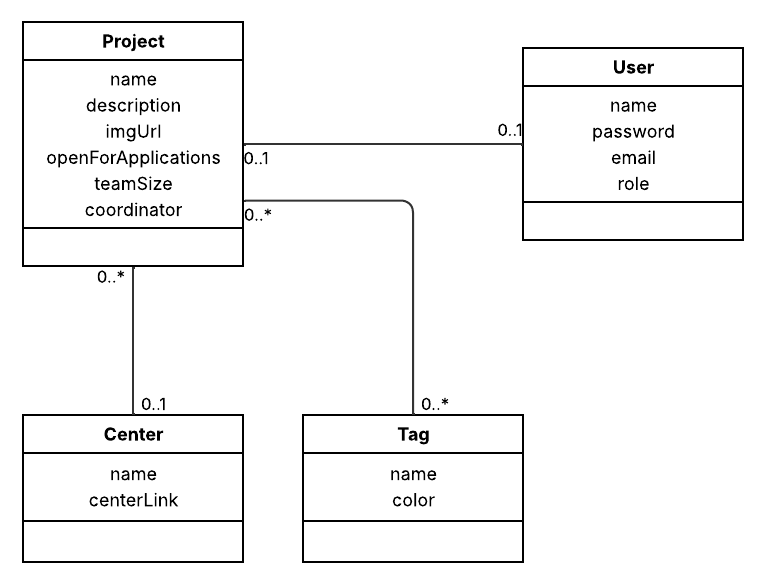 Project
name
description
imgUrl
openForApplications
teamSize
coordinator
User
name
password
email
role
0..1
0..1
0..*
0..*
0..1
0..*
Center
name
centerLink
Tag
name
color